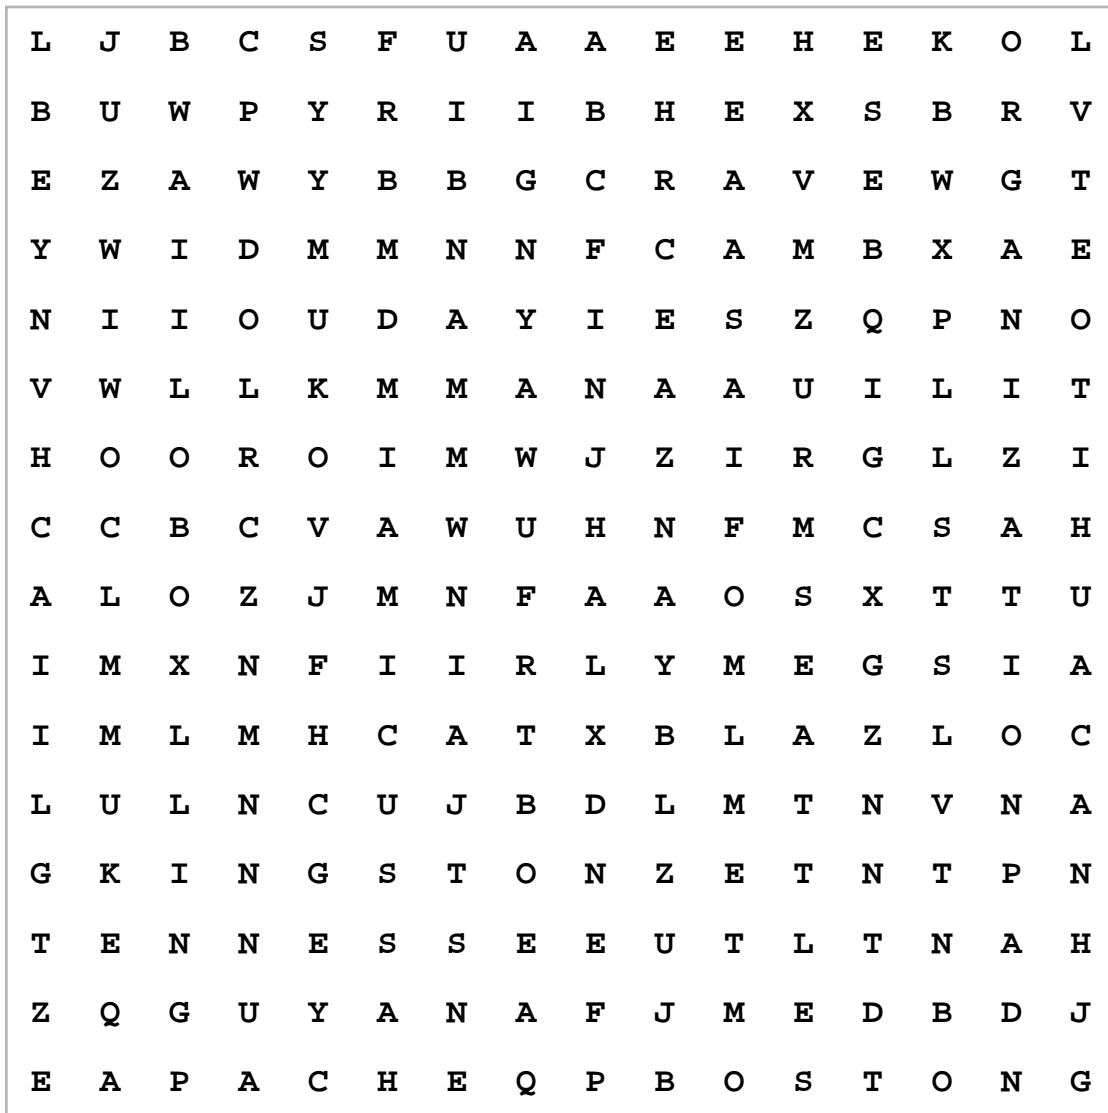 L J B C S F U A A E E H E K O L
B U W P Y R I I B H E X S B R V
E Z A W Y B B G C R A V E W G T
Y W I D M M N N F C A M B X A E
N I I O U D A Y I E S Z Q P N O
V W L L K M M A N A A U I L I T
H O O R O I M W J Z I R G L Z I
C C B C V A W U H N F M C S A H
A L O Z J M N F A A O S X T T U
I M X N F I I R L Y M E G S I A
I M L M H C A T X B L A Z L O C
L U L N C U J B D L M T N V N A
G K I N G S T O N Z E T N T P N
T E N N E S S E E U T L T N A H
Z Q G U Y A N A F J M E D B D J
E A P A C H E Q P B O S T O N G